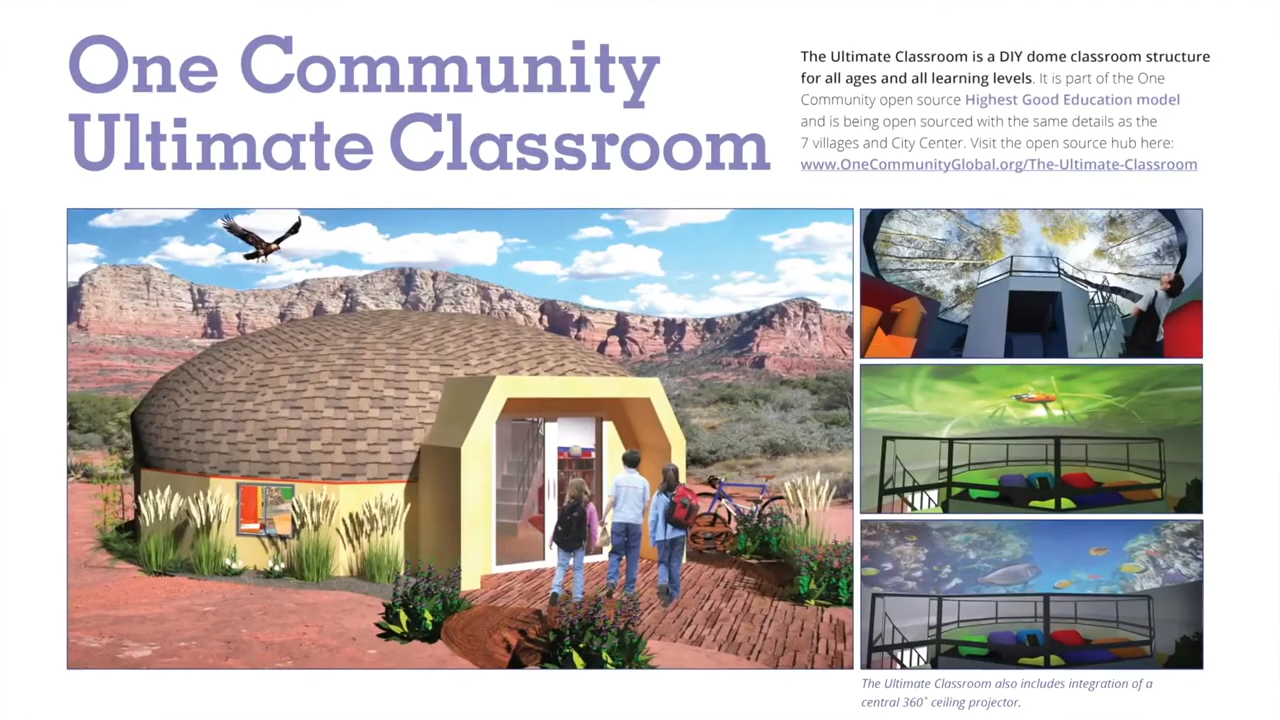 One Community
Ultimate Classroom
The Ultimate Classroom is a DIY dome classroom structure
for all ages and all learning levels. It is part of the One
Community open source Highest Good Education model
and is being open sourced with the same details as the
7 villages and City Center. Visit the open source hub here:
www.OneCommunityGlobal.org/The-Ultimate-Classroom
The Ultimate Classroom also includes integration of a
central 360˚ ceiling projector.